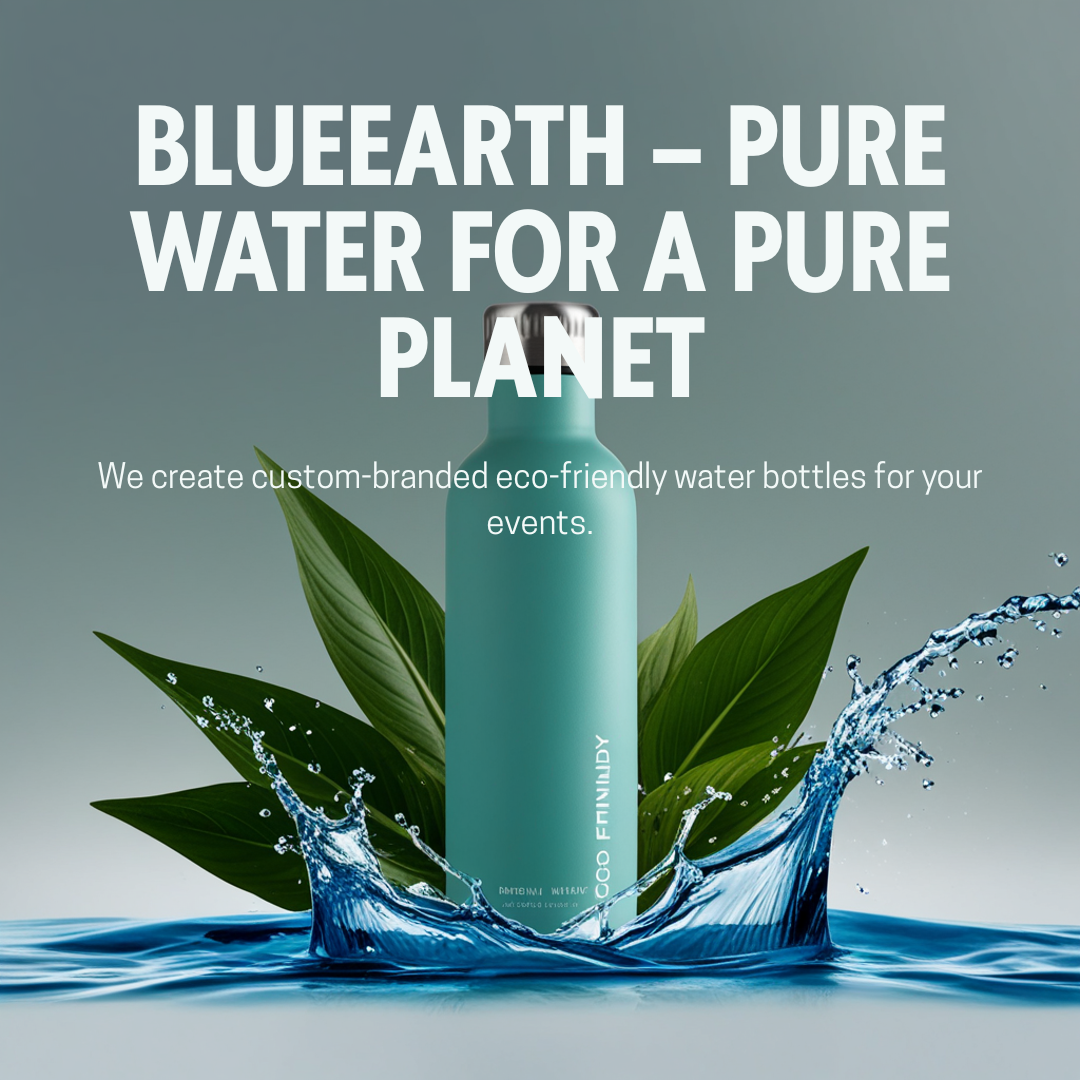 BLUEEARTH – PURE
WATER FOR A PURE
PLANET
We create custom-branded eco-friendly water bottles for your
events.